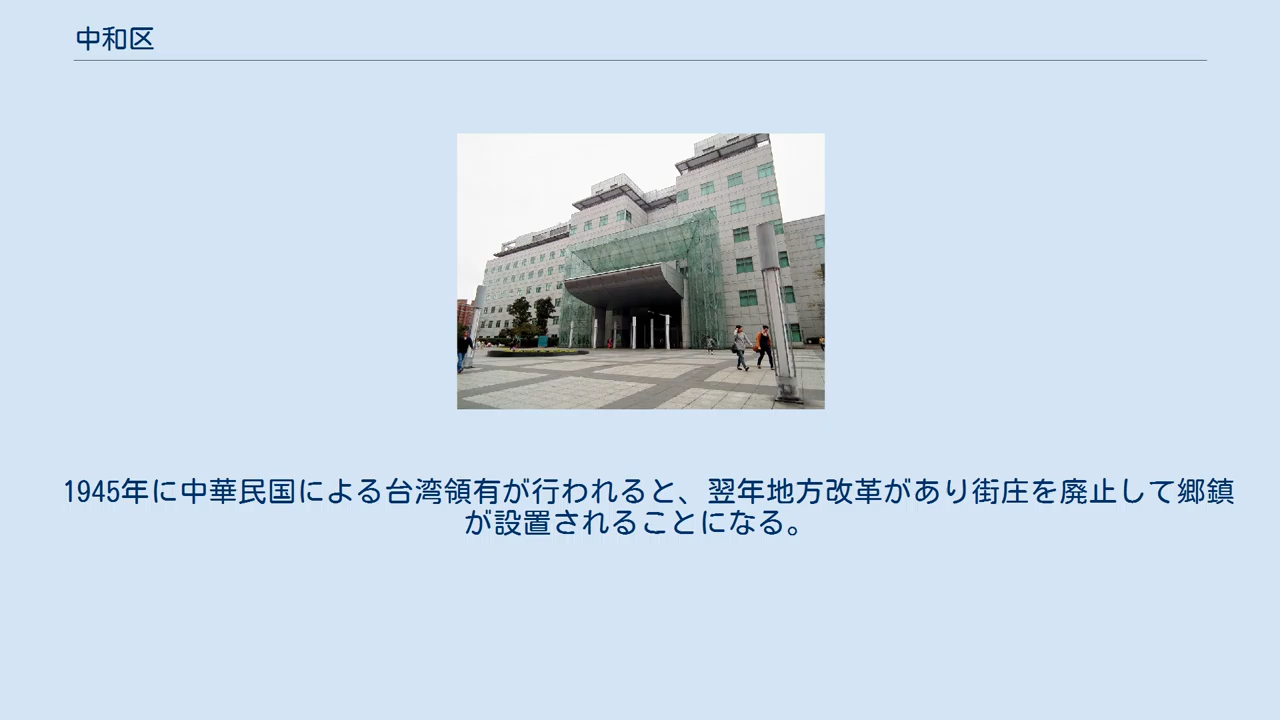 中和区
1945年に中華民国による台湾領有が行われると、翌年地方改革があり街庄を廃止して郷鎮
が設置されることになる。